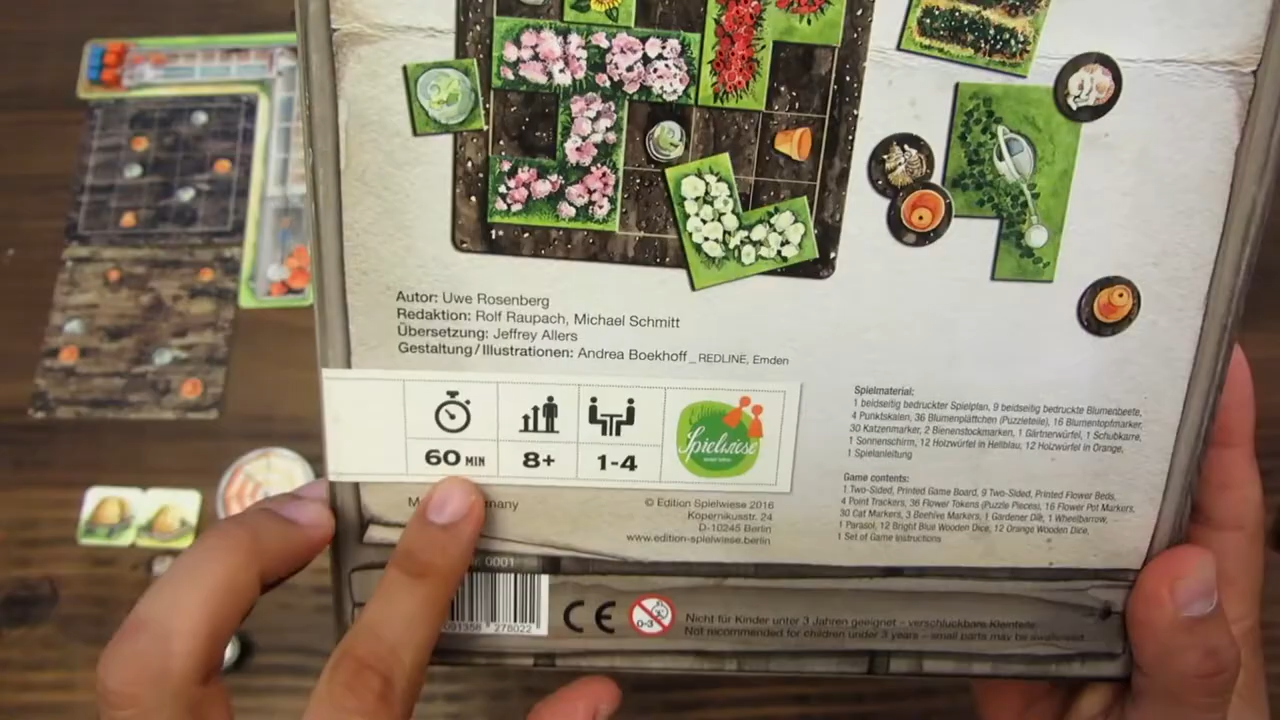 Autor: Uwe Rosenberg
Redaktion: Rolf Raupach, Michael Schmitt
Übersetzung: Jeffrey Allers
Gestaltung/Illustrationen: Andrea Boekhoff_REDLINE, Emden
60 MIN
8+
1-4
Spielwiese
© Edition Spielwiese 2016
Kopernikusstr. 24
D-10245 Berlin
www.edition-spielwiese.berlin
Spielmaterial:
1 beidseitig bedruckter Spielplan, 9 beidseitig bedruckte Blumenbeete,
4 Punktskalen, 36 Blumenplättchen (Puzzleteile), 16 Blumentopfmarker,
30 Katzenmarker, 2 Bienenstockmarken, 1 Gärtnerwürfel, 1 Schubkarre,
1 Sonnenschirm, 12 Holzwürfel in Hellblau, 12 Holzwürfel in Orange,
1 Spielanleitung
Game contents:
1 Two-Sided, Printed Game Board, 9 Two-Sided, Printed Flower Beds,
4 Point Trackers, 36 Flower Tokens (Puzzle Pieces), 16 Flower Pot Markers,
30 Cat Markers, 3 Beehive Markers, 1 Gardener Die, 1 Wheelbarrow,
1 Parasol, 12 Bright Blue Wooden Dice, 12 Orange Wooden Dice,
1 Set of Game Instructions
0001
278022
CE
0-3
Nicht für Kinder unter 3 Jahren geeignet – verschluckbare Kleinteile.
Not recommended for children under 3 years – small parts may be swallowed.